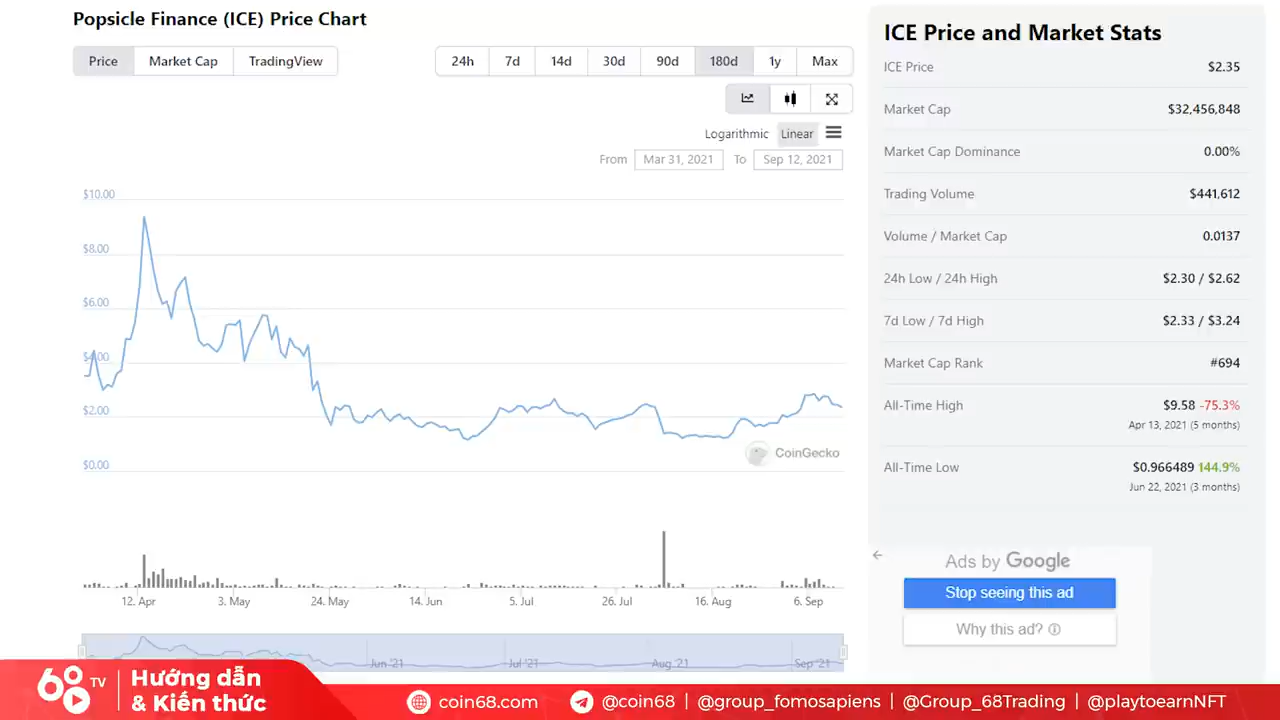 Popsicle Finance (ICE) Price Chart
Price
Market Cap
TradingView
24h
7d
14d
30d
90d
180d
1y
Max
Logarithmic
Linear
From
Mar 31, 2021
To
Sep 12, 2021
$10.00
$8.00
$6.00
$4.00
$2.00
$0.00
CoinGecko
12. Apr
3. May
24. May
14. Jun
5. Jul
26. Jul
16. Aug
6. Sep
Jun '21
Jul '21
Aug '21
Sep '21
ICE Price and Market Stats
ICE Price $2.35
Market Cap $32,456,848
Market Cap Dominance 0.00%
Trading Volume $441,612
Volume / Market Cap 0.0137
24h Low / 24h High $2.30 / $2.62
7d Low / 7d High $2.33 / $3.24
Market Cap Rank #694
All-Time High $9.58 -75.3%
Apr 13, 2021 (5 months)
All-Time Low $0.966489 144.9%
Jun 22, 2021 (3 months)
Ads by Google
Stop seeing this ad
Why this ad?
68 TV
Hướng dẫn
& Kiến thức
coin68.com
@coin68 | @group_fomosapiens | @Group_68Trading | @playtoearnNFT